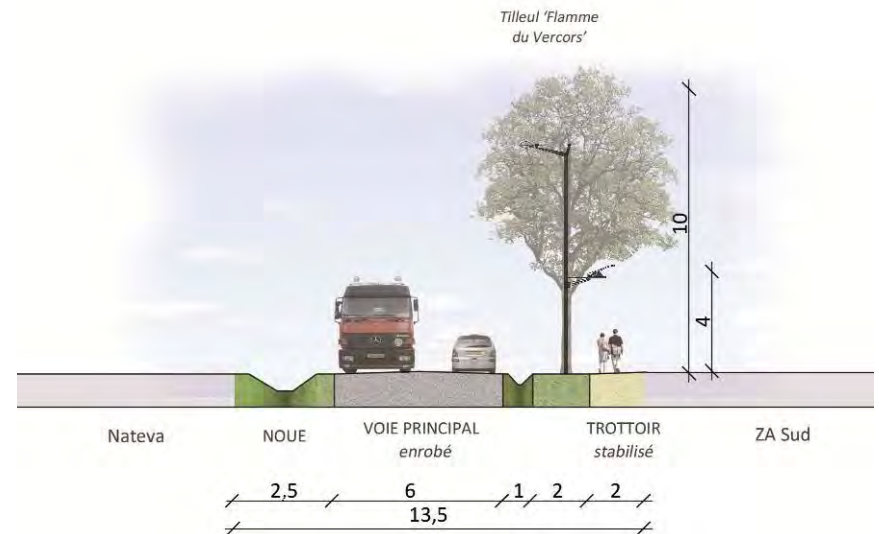 Tilleul ‘Flamme
du Vercors’
10
4
Nateva
NOUE
VOIE PRINCIPAL
enrobé
TROTTOIR
stabilisé
ZA Sud
2,5
6
1
2
2
13,5